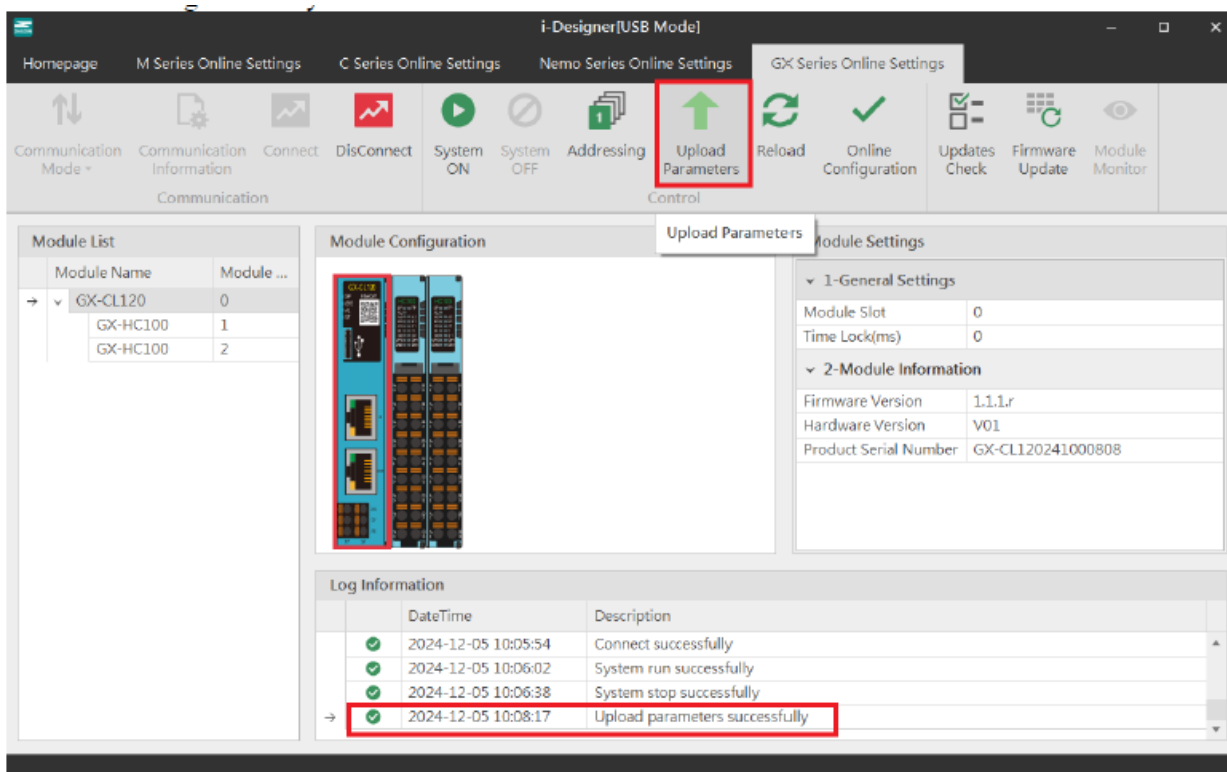 i-Designer[USB Mode]
Homepage M Series Online Settings C Series Online Settings Nemo Series Online Settings GX Series Online Settings
Communication Mode
Communication Information
Connect
DisConnect
System ON
System OFF
Addressing
Upload Parameters
Reload
Online Configuration
Updates Check
Firmware Update
Module Monitor
Communication
Control
Upload Parameters
Module List
Module Name Module ...
GX-CL120 0
GX-HC100 1
GX-HC100 2
Module Configuration
GX-CL120
HC100
HC100
Module Settings
1-General Settings
Module Slot 0
Time Lock(ms) 0
2-Module Information
Firmware Version 1.1.1.r
Hardware Version V01
Product Serial Number GX-CL120241000808
Log Information
DateTime Description
2024-12-05 10:05:54 Connect successfully
2024-12-05 10:06:02 System run successfully
2024-12-05 10:06:38 System stop successfully
2024-12-05 10:08:17 Upload parameters successfully